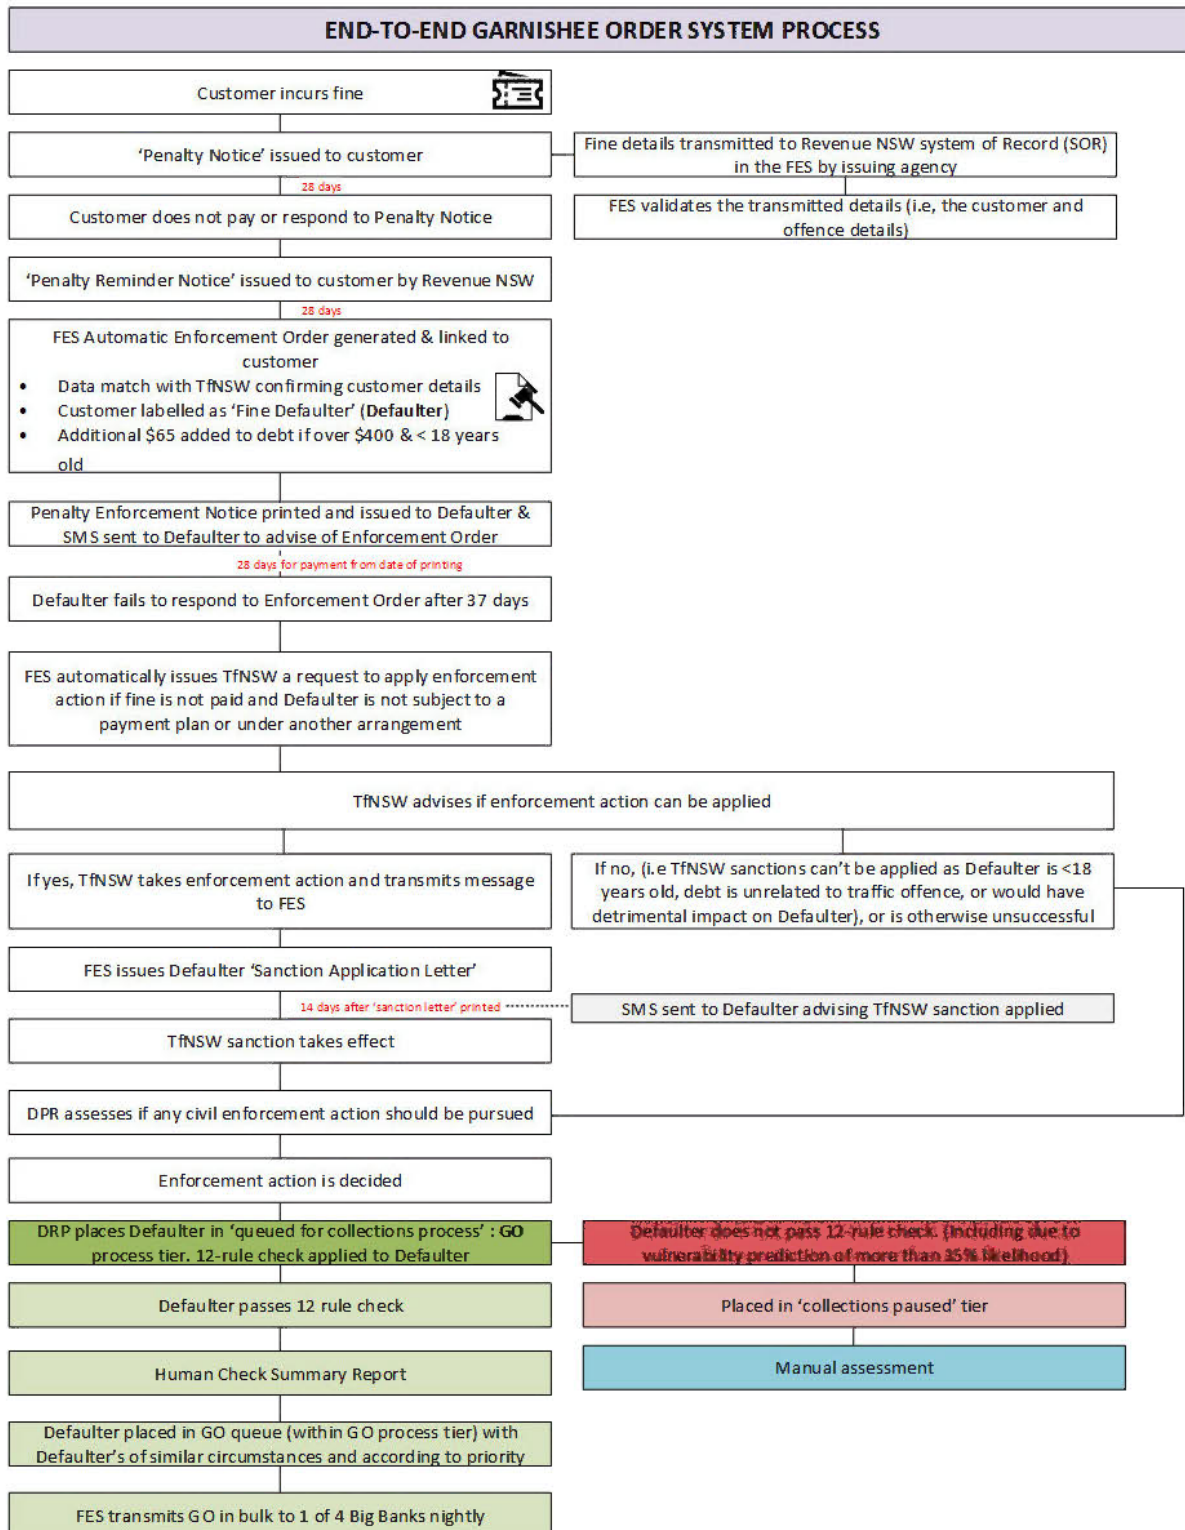 END-TO-END GARNISHEE ORDER SYSTEM PROCESS
Customer incurs fine
‘Penalty Notice’ issued to customer
Fine details transmitted to Revenue NSW system of Record (SOR)
in the FES by issuing agency
28 days
Customer does not pay or respond to Penalty Notice
FES validates the transmitted details (i.e, the customer and
offence details)
‘Penalty Reminder Notice’ issued to customer by Revenue NSW
28 days
FES Automatic Enforcement Order generated & linked to
customer
• Data match with TfNSW confirming customer details
• Customer labelled as ‘Fine Defaulter’ (Defaulter)
• Additional $65 added to debt if over $400 & < 18 years
old
Penalty Enforcement Notice printed and issued to Defaulter &
SMS sent to Defaulter to advise of Enforcement Order
28 days for payment from date of printing
Defaulter fails to respond to Enforcement Order after 37 days
FES automatically issues TfNSW a request to apply enforcement
action if fine is not paid and Defaulter is not subject to a
payment plan or under another arrangement
TfNSW advises if enforcement action can be applied
If yes, TfNSW takes enforcement action and transmits message
to FES
If no, (i.e TfNSW sanctions can’t be applied as Defaulter is <18
years old, debt is unrelated to traffic offence, or would have
detrimental impact on Defaulter), or is otherwise unsuccessful
FES issues Defaulter ‘Sanction Application Letter’
14 days after ‘sanction letter’ printed
SMS sent to Defaulter advising TfNSW sanction applied
TfNSW sanction takes effect
DPR assesses if any civil enforcement action should be pursued
Enforcement action is decided
DRP places Defaulter in ‘queued for collections process’ : GO
process tier. 12-rule check applied to Defaulter
Defaulter does not pass 12-rule check. (Including due to
vulnerability prediction of more than 35% likelihood)
Defaulter passes 12 rule check
Placed in ‘collections paused’ tier
Human Check Summary Report
Manual assessment
Defaulter placed in GO queue (within GO process tier) with
Defaulter’s of similar circumstances and according to priority
FES transmits GO in bulk to 1 of 4 Big Banks nightly